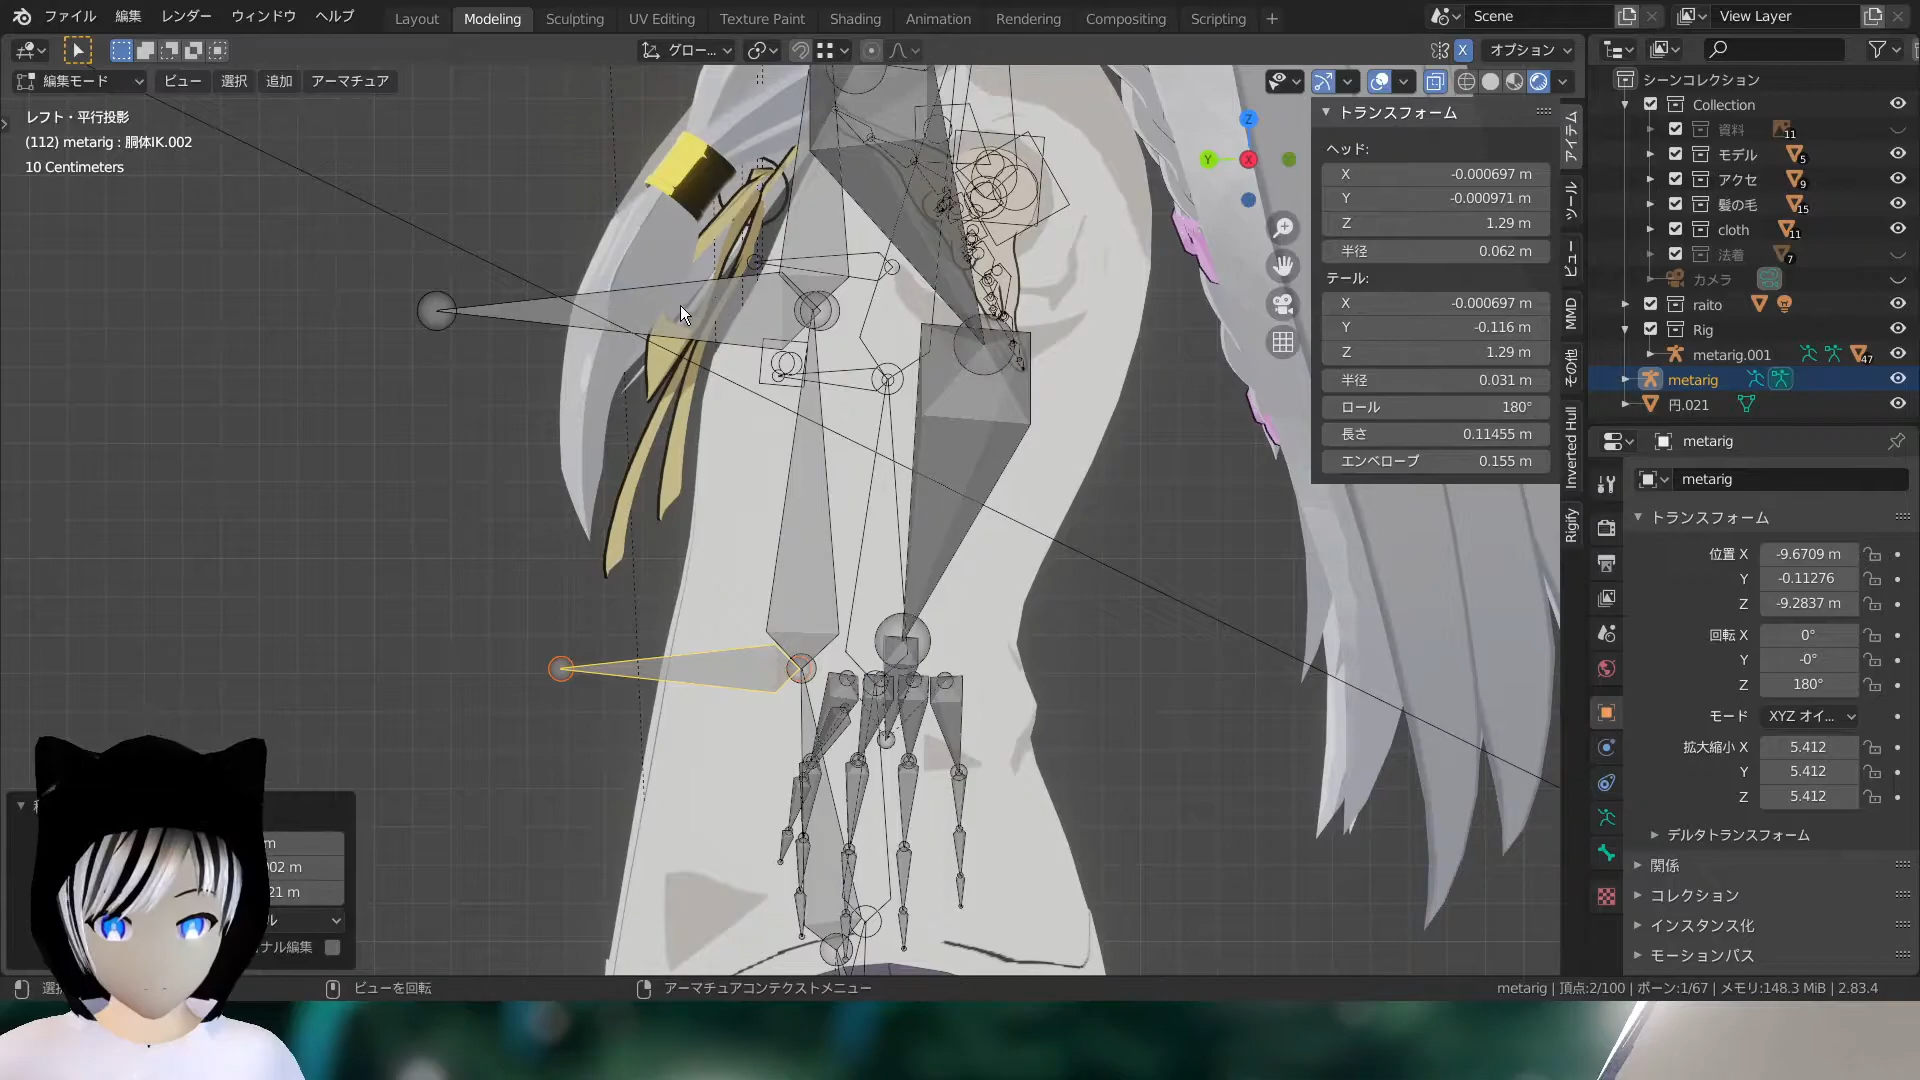 ファイル 編集 レンダー ウィンドウ ヘルプ Layout Modeling Sculpting UV Editing Texture Paint Shading Animation Rendering Compositing Scripting + Scene View Layer
グロー... オプション
編集モード ビュー 選択 追加 アーマチュア
レフト・平行投影
(112) metarig : 胴体IK.002
10 Centimeters
Z
Y
X
トランスフォーム
ヘッド:
X -0.000697 m
Y -0.000971 m
Z 1.29 m
半径 0.062 m
テール:
X -0.000697 m
Y -0.116 m
Z 1.29 m
半径 0.031 m
ロール 180°
長さ 0.11455 m
エンベロープ 0.155 m
アイテム
ツール
ビュー
MMD
その他
Inverted Hull
Rigify
シーンコレクション
Collection
資料 11
モデル 5
アクセ 9
髪の毛 15
cloth 11
法着 7
カメラ
raito
Rig
metarig.001 47
metarig
円.021
metarig
metarig
トランスフォーム
位置 X -9.6709 m
Y -0.11276
Z -9.2837 m
回転 X 0°
Y -0°
Z 180°
モード XYZ オイ...
拡大縮小 X 5.412
Y 5.412
Z 5.412
デルタトランスフォーム
関係
コレクション
インスタンス化
モーションパス
m
02 m
21 m
ル
ナル編集
ビューを回転 アーマチュアコンテクストメニュー metarig | 頂点:2/100 | ボーン:1/67 | メモリ:148.3 MiB | 2.83.4